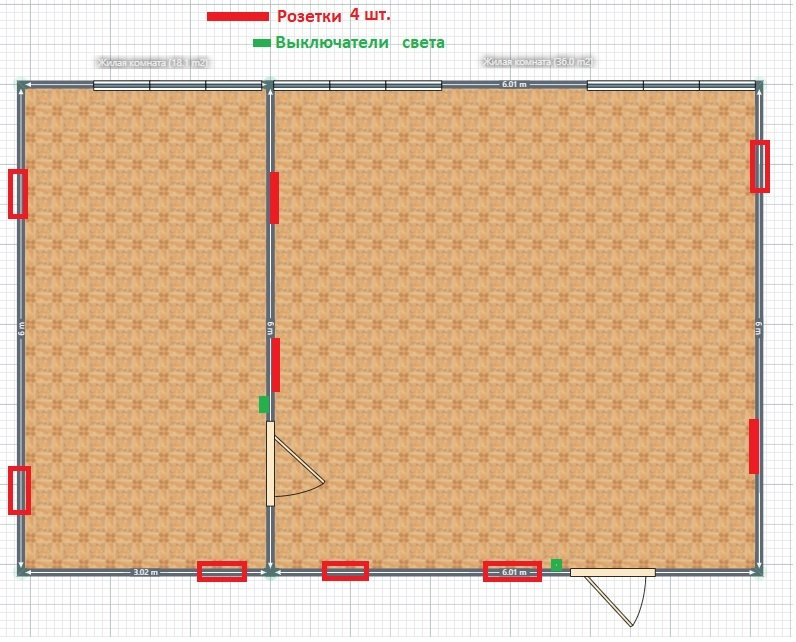 Розетки 4 шт.
Выключатели света
Жилая комната (18.1 m2)
Жилая комната (36.0 m2)
6.01 m
6 m
6 m
6 m
3.02 m
6.01 m